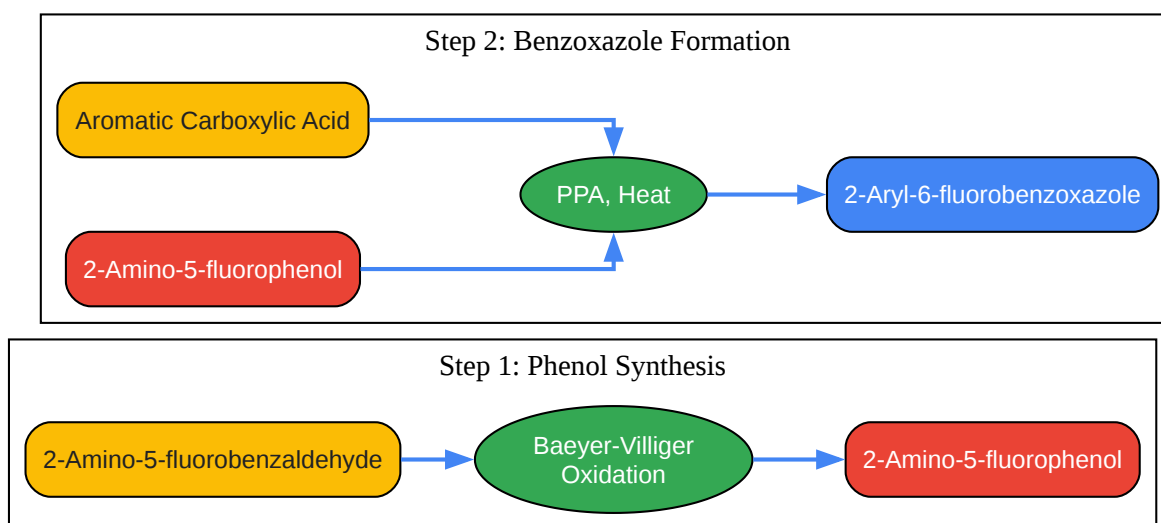 Step 2: Benzoxazole Formation
Aromatic Carboxylic Acid
PPA, Heat
2-Aryl-6-fluorobenzoxazole
2-Amino-5-fluorophenol
Step 1: Phenol Synthesis
2-Amino-5-fluorobenzaldehyde
Baeyer-Villiger
Oxidation
2-Amino-5-fluorophenol